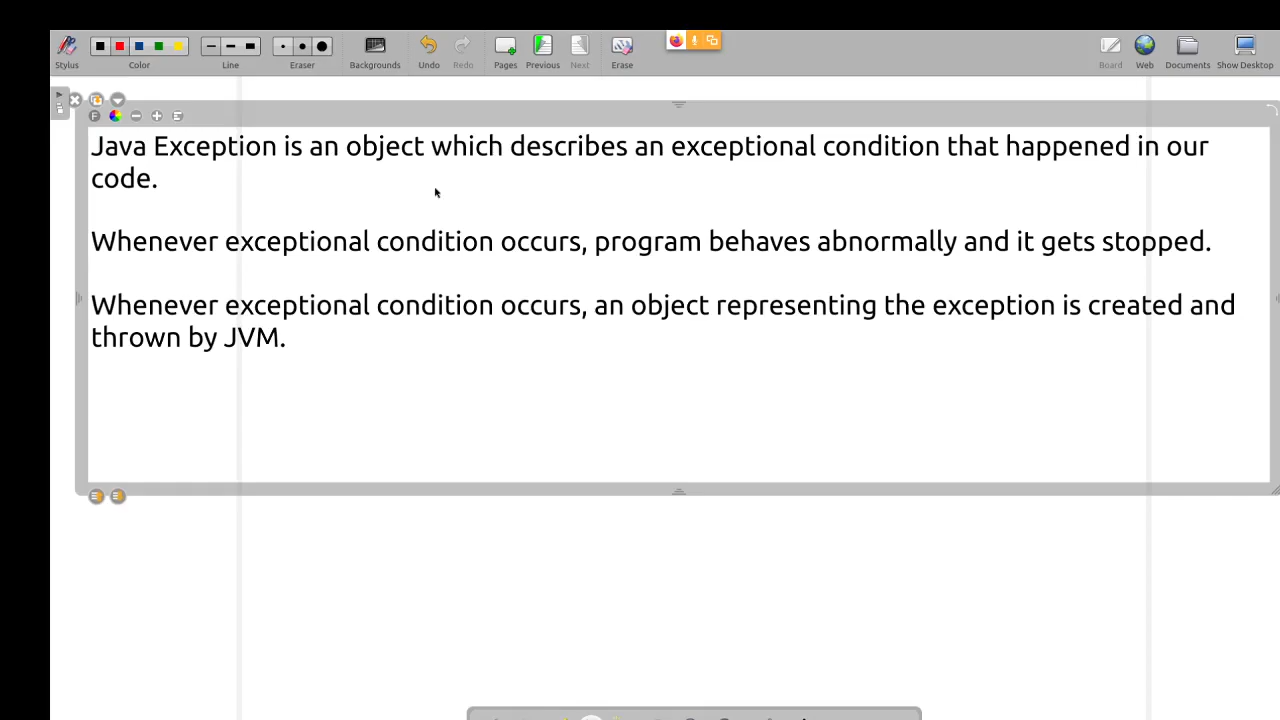 Stylus Color Line Eraser Backgrounds Undo Redo Pages Previous Next Erase Board Web Documents Show Desktop
F
Java Exception is an object which describes an exceptional condition that happened in our
code.
Whenever exceptional condition occurs, program behaves abnormally and it gets stopped.
Whenever exceptional condition occurs, an object representing the exception is created and
thrown by JVM.